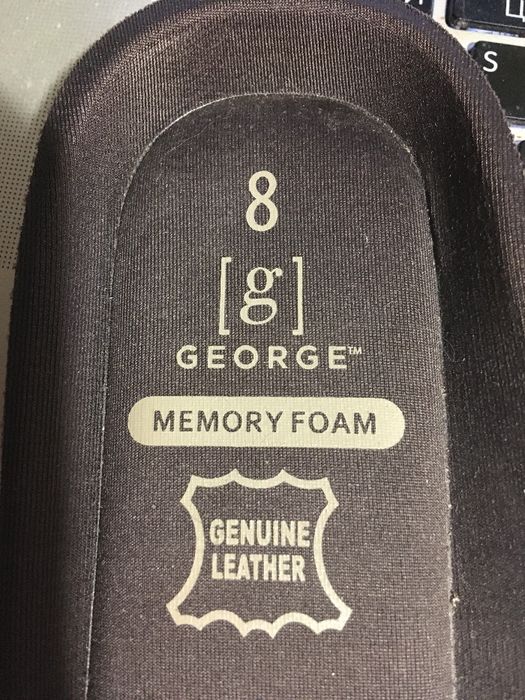 S
8
[g]
GEORGE™
MEMORY FOAM
GENUINE
LEATHER